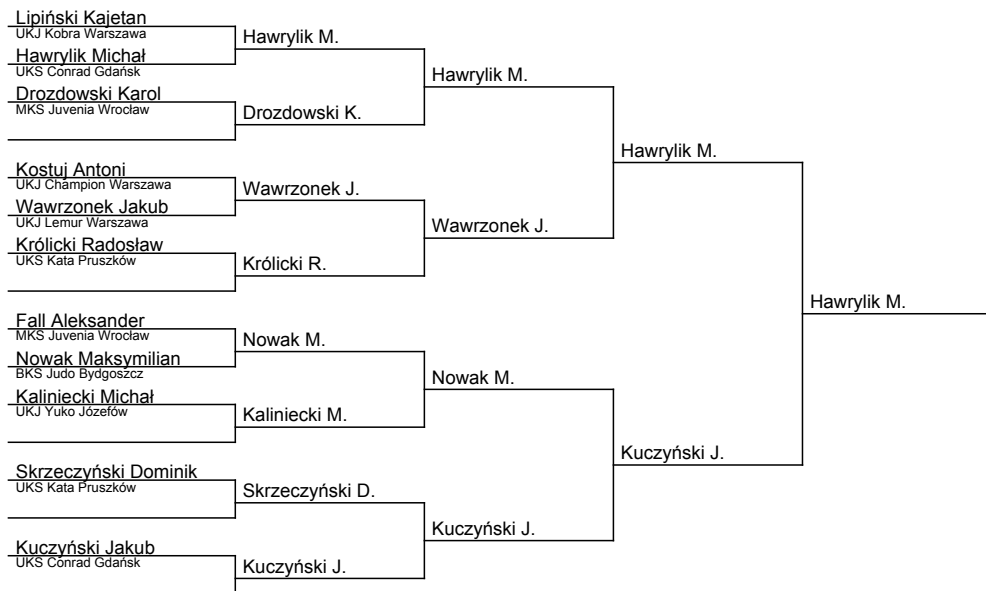 Lipiński Kajetan
UKJ Kobra Warszawa
Hawrylik Michał
UKS Conrad Gdańsk
Drozdowski Karol
MKS Juvenia Wrocław
Kostuj Antoni
UKJ Champion Warszawa
Wawrzonek Jakub
UKJ Lemur Warszawa
Królicki Radosław
UKS Kata Pruszków
Fall Aleksander
MKS Juvenia Wrocław
Nowak Maksymilian
BKS Judo Bydgoszcz
Kaliniecki Michał
UKJ Yuko Józefów
Skrzeczyński Dominik
UKS Kata Pruszków
Kuczyński Jakub
UKS Conrad Gdańsk
Hawrylik M.
Drozdowski K.
Wawrzonek J.
Królicki R.
Nowak M.
Kaliniecki M.
Skrzeczyński D.
Kuczyński J.
Hawrylik M.
Wawrzonek J.
Nowak M.
Kuczyński J.
Hawrylik M.
Kuczyński J.
Hawrylik M.